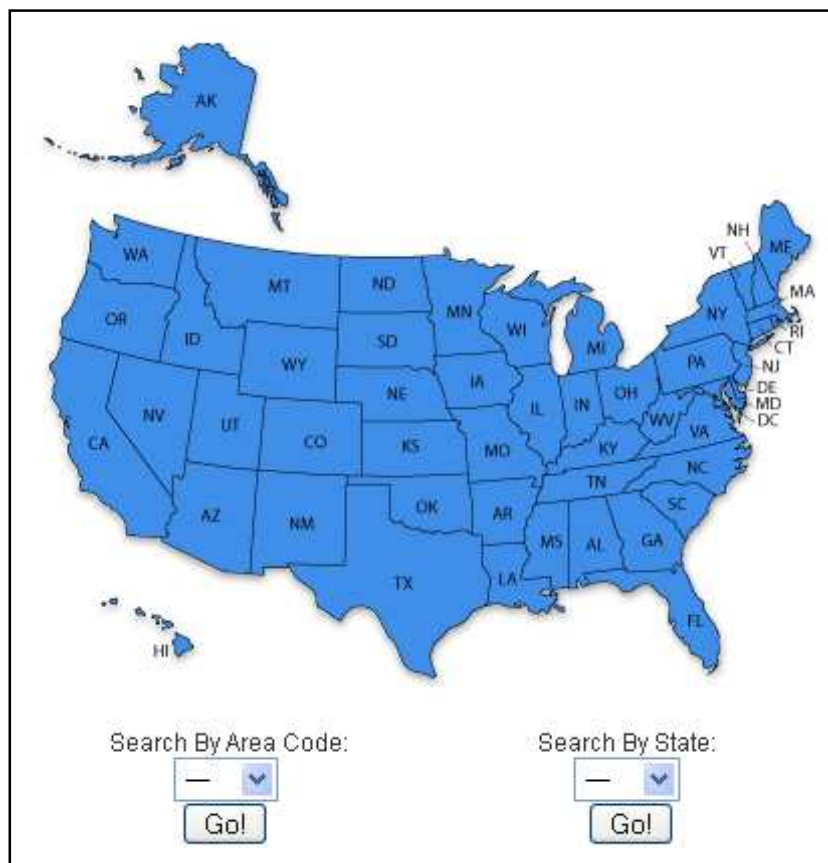 AK
NH
VT
ME
WA
MT
ND
MN
MA
OR
ID
SD
WI
NY
RI
CT
WY
MI
PA
NJ
IA
NE
DE
MD
DC
NV
UT
IL
IN
OH
CA
CO
KS
MO
WV
VA
KY
NC
TN
AZ
NM
OK
AR
SC
MS
AL
GA
TX
LA
FL
HI
Search By Area Code:
Search By State:
—
—
Go!
Go!